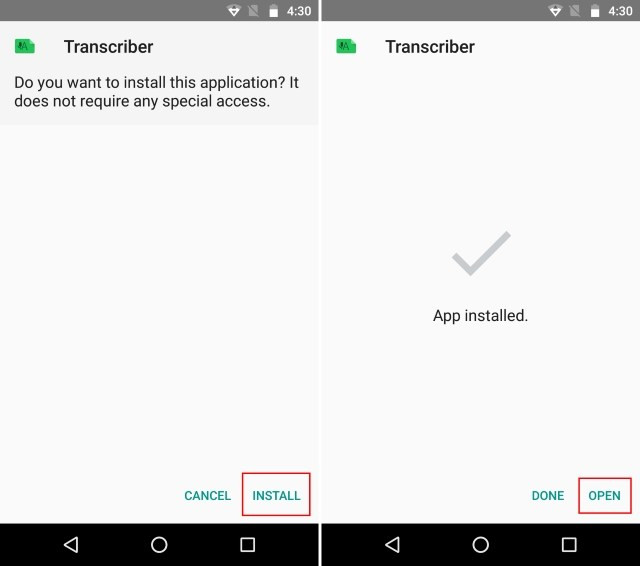 4:30
Transcriber
Do you want to install this application? It
does not require any special access.
CANCEL INSTALL
4:30
Transcriber
App installed.
DONE OPEN